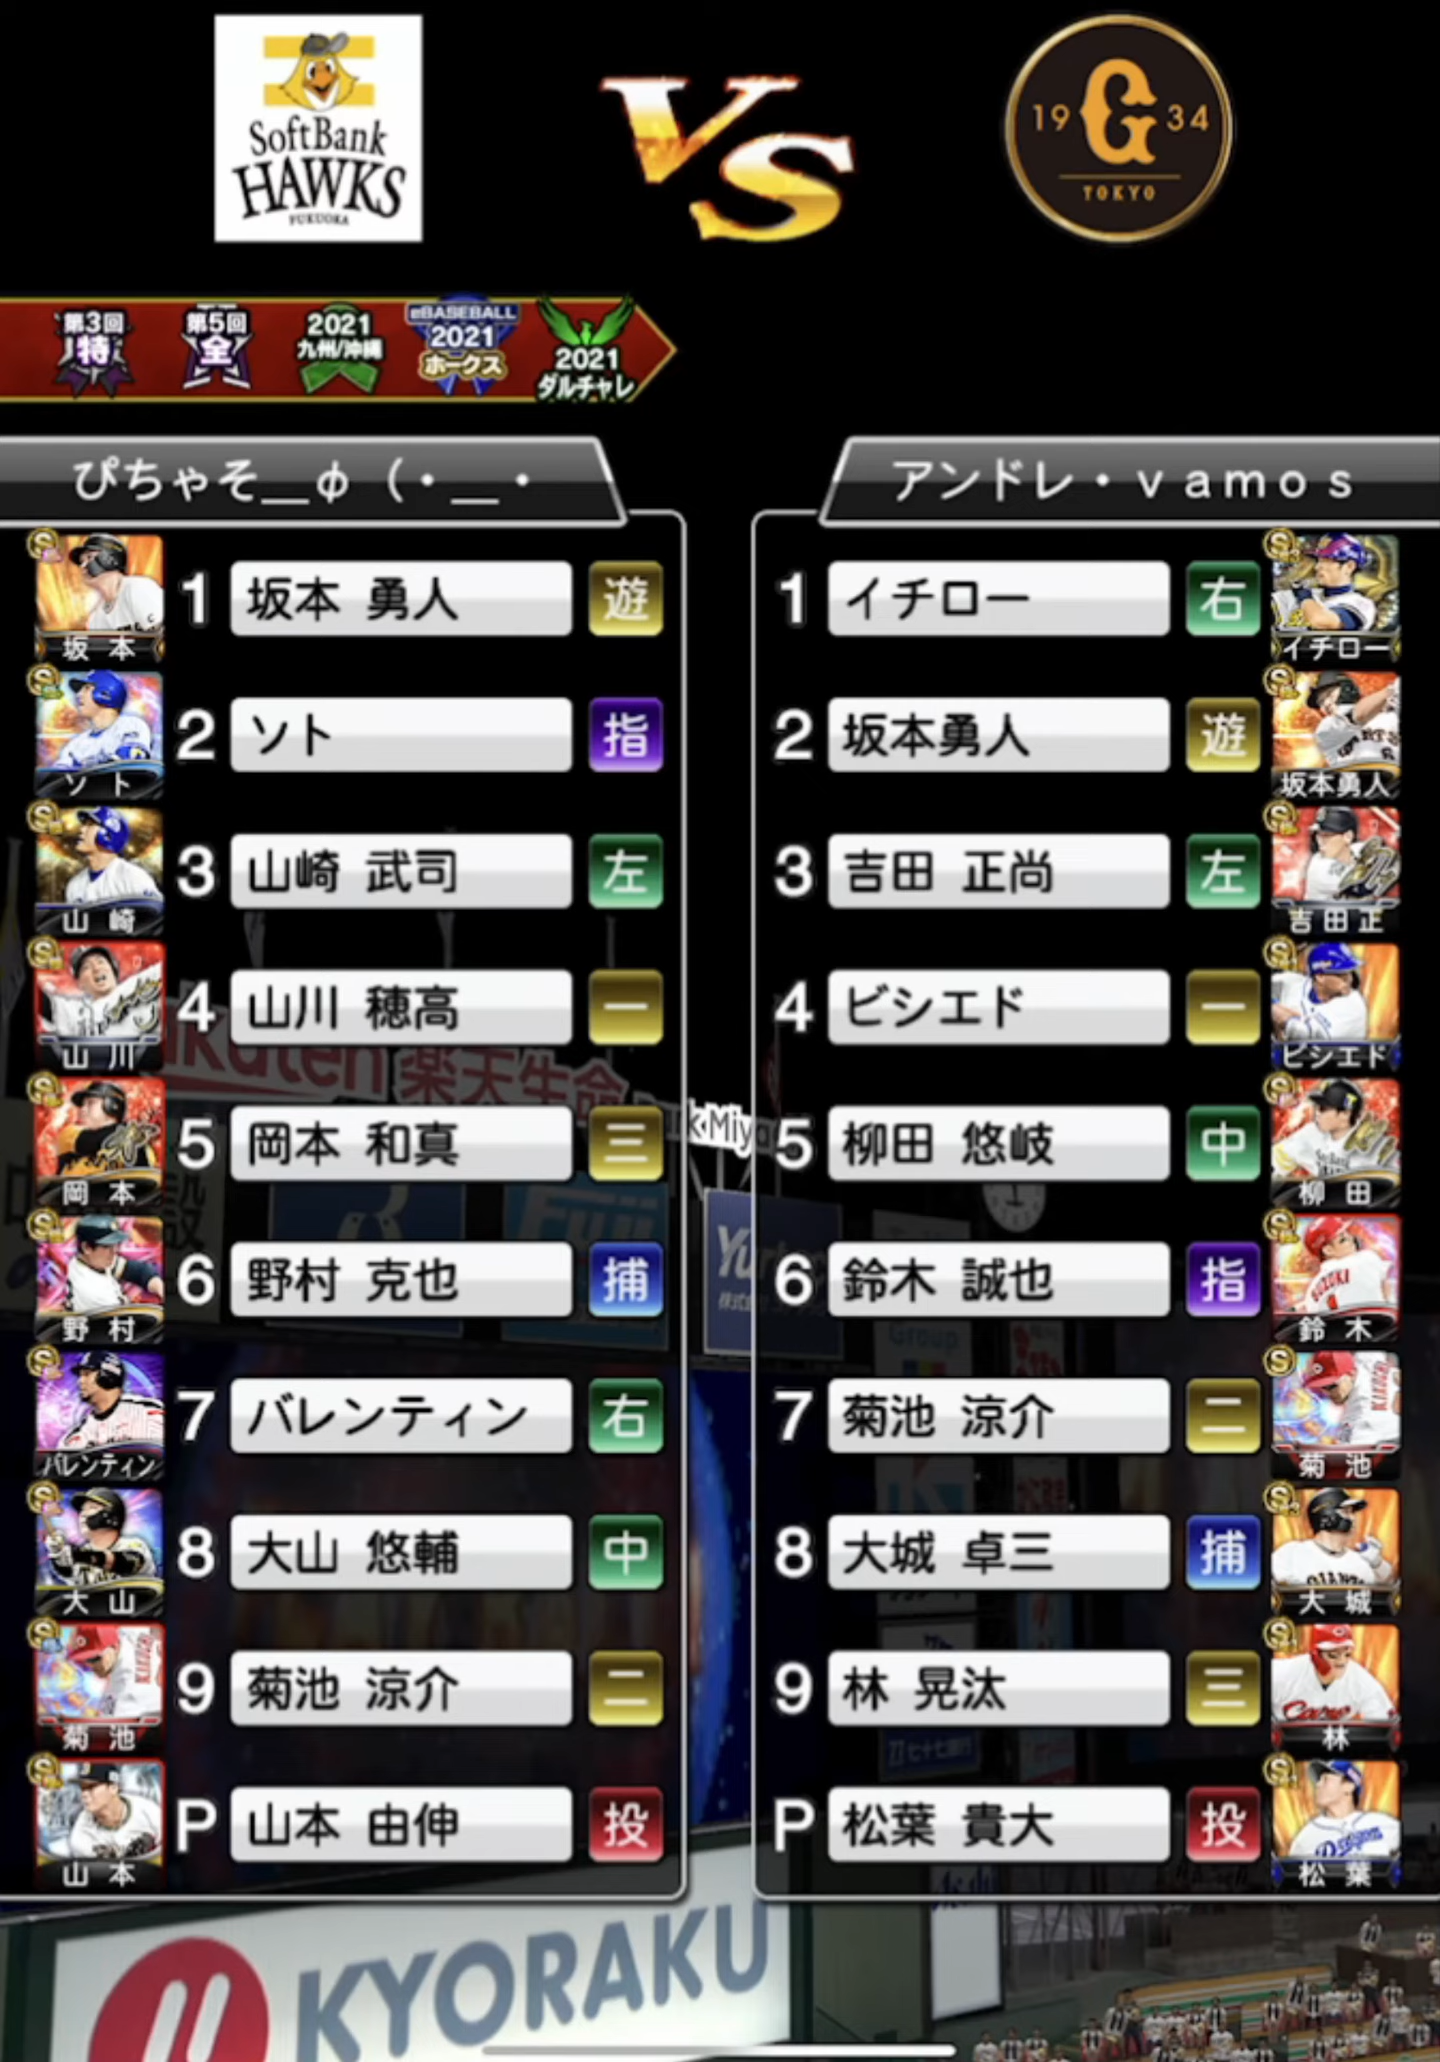 SoftBank
HAWKS
FUKUOKA
VS
19 G 34
TOKYO
第3回
特
第5回
全
2021
九州/沖縄
eBASEBALL
2021
ホークス
2021
ダルチャレ
ぴちゃそ__φ（・__・
アンドレ・ｖａｍｏｓ
坂本 1 坂本 勇人 遊
ソト 2 ソト 指
山崎 3 山崎 武司 左
山川 4 山川 穂高 一
岡本 5 岡本 和真 三
野村 6 野村 克也 捕
バレンティン 7 バレンティン 右
大山 8 大山 悠輔 中
菊池 9 菊池 涼介 二
山本 P 山本 由伸 投
1 イチロー 右 イチロー
2 坂本勇人 遊 坂本勇人
3 吉田 正尚 左 吉田正
4 ビシエド 一 ビシエド
5 柳田 悠岐 中 柳田
6 鈴木 誠也 指 鈴木
7 菊池 涼介 二 菊池
8 大城 卓三 捕 大城
9 林 晃汰 三 林
P 松葉 貴大 投 松葉
Rakuten 楽天生命
Fuji
Group
KYORAKU